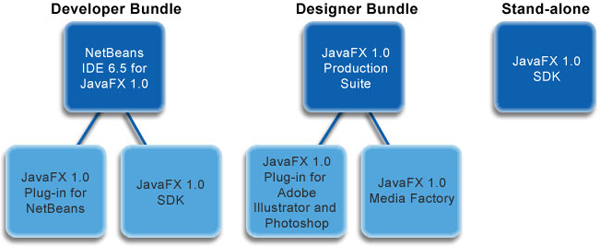 Developer Bundle
NetBeans
IDE 6.5 for
JavaFX 1.0
JavaFX 1.0
Plug-in for
NetBeans
JavaFX 1.0
SDK
Designer Bundle
JavaFX 1.0
Production
Suite
JavaFX 1.0
Plug-in for
Adobe
Illustrator and
Photoshop
JavaFX 1.0
Media Factory
Stand-alone
JavaFX 1.0
SDK